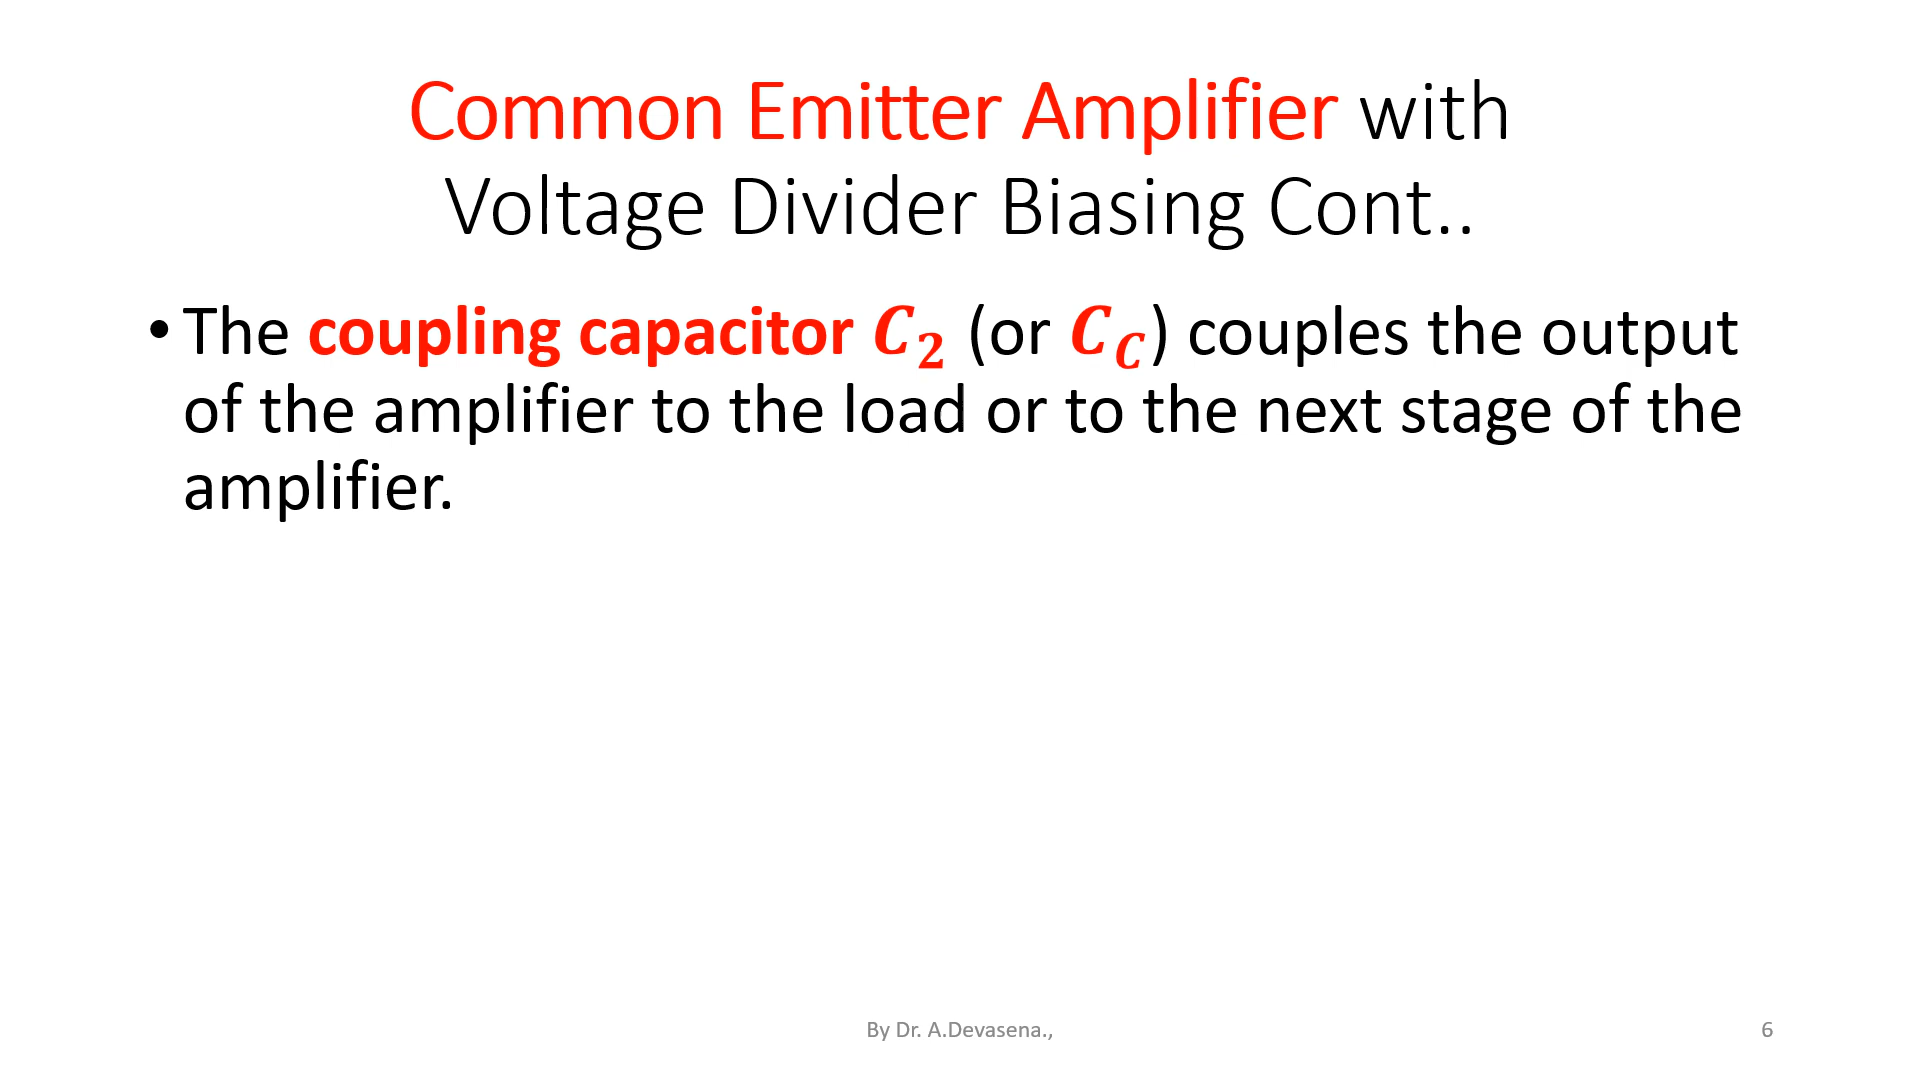 Common Emitter Amplifier with
Voltage Divider Biasing Cont..
• The coupling capacitor C₂ (or C_C) couples the output
of the amplifier to the load or to the next stage of the
amplifier.
By Dr. A.Devasena.,
6